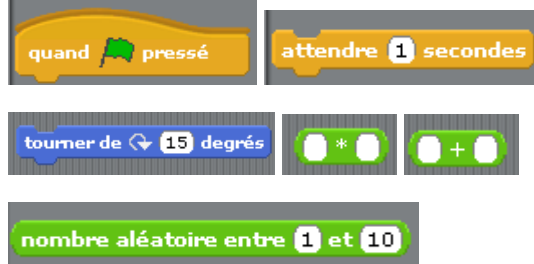 quand pressé
attendre 1 secondes
tourner de 15 degrés
*
+
nombre aléatoire entre 1 et 10